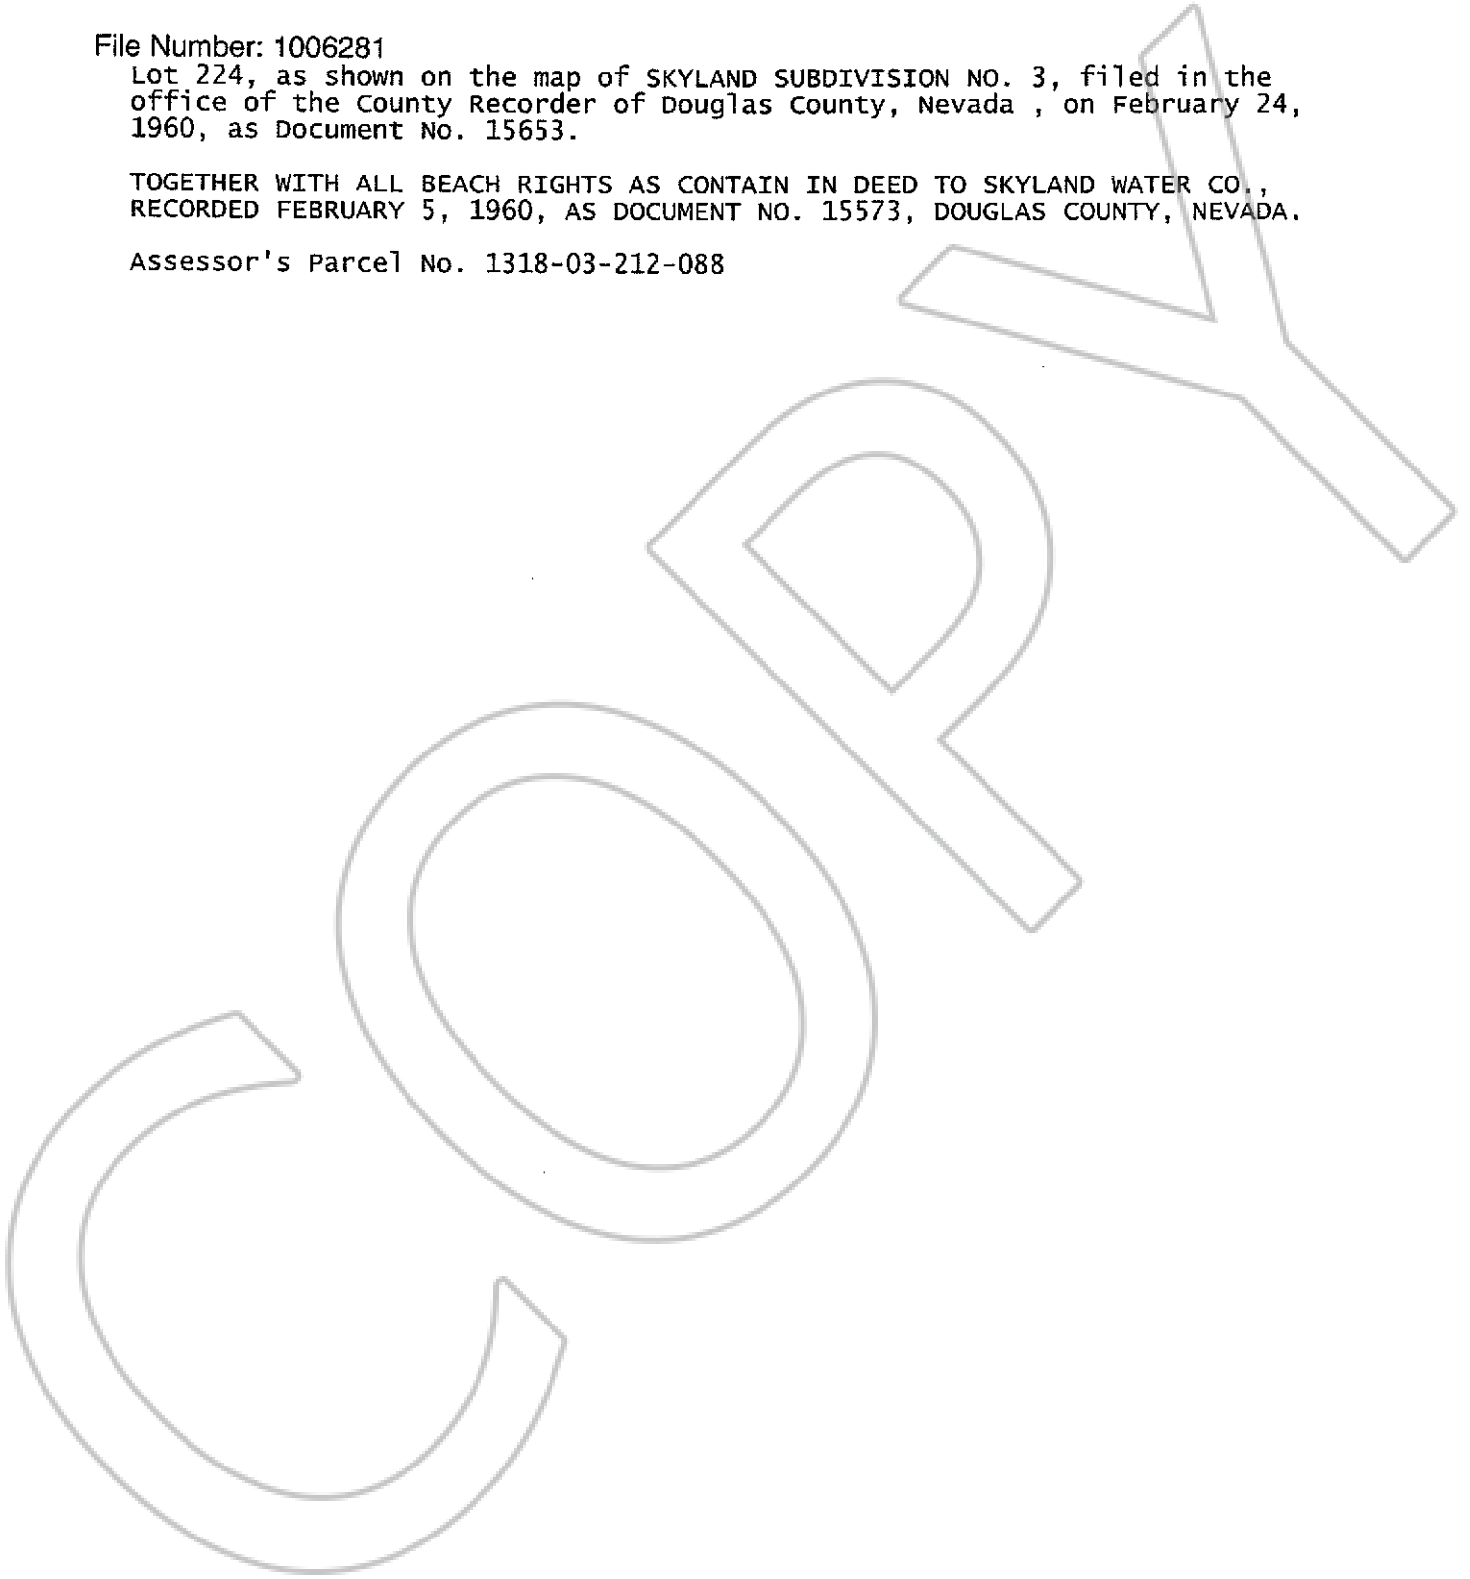 File Number: 1006281
Lot 224, as shown on the map of SKYLAND SUBDIVISION NO. 3, filed in the
office of the County Recorder of Douglas County, Nevada , on February 24,
1960, as Document No. 15653.
TOGETHER WITH ALL BEACH RIGHTS AS CONTAIN IN DEED TO SKYLAND WATER CO.,
RECORDED FEBRUARY 5, 1960, AS DOCUMENT NO. 15573, DOUGLAS COUNTY, NEVADA.
Assessor's Parcel No. 1318-03-212-088
COPY